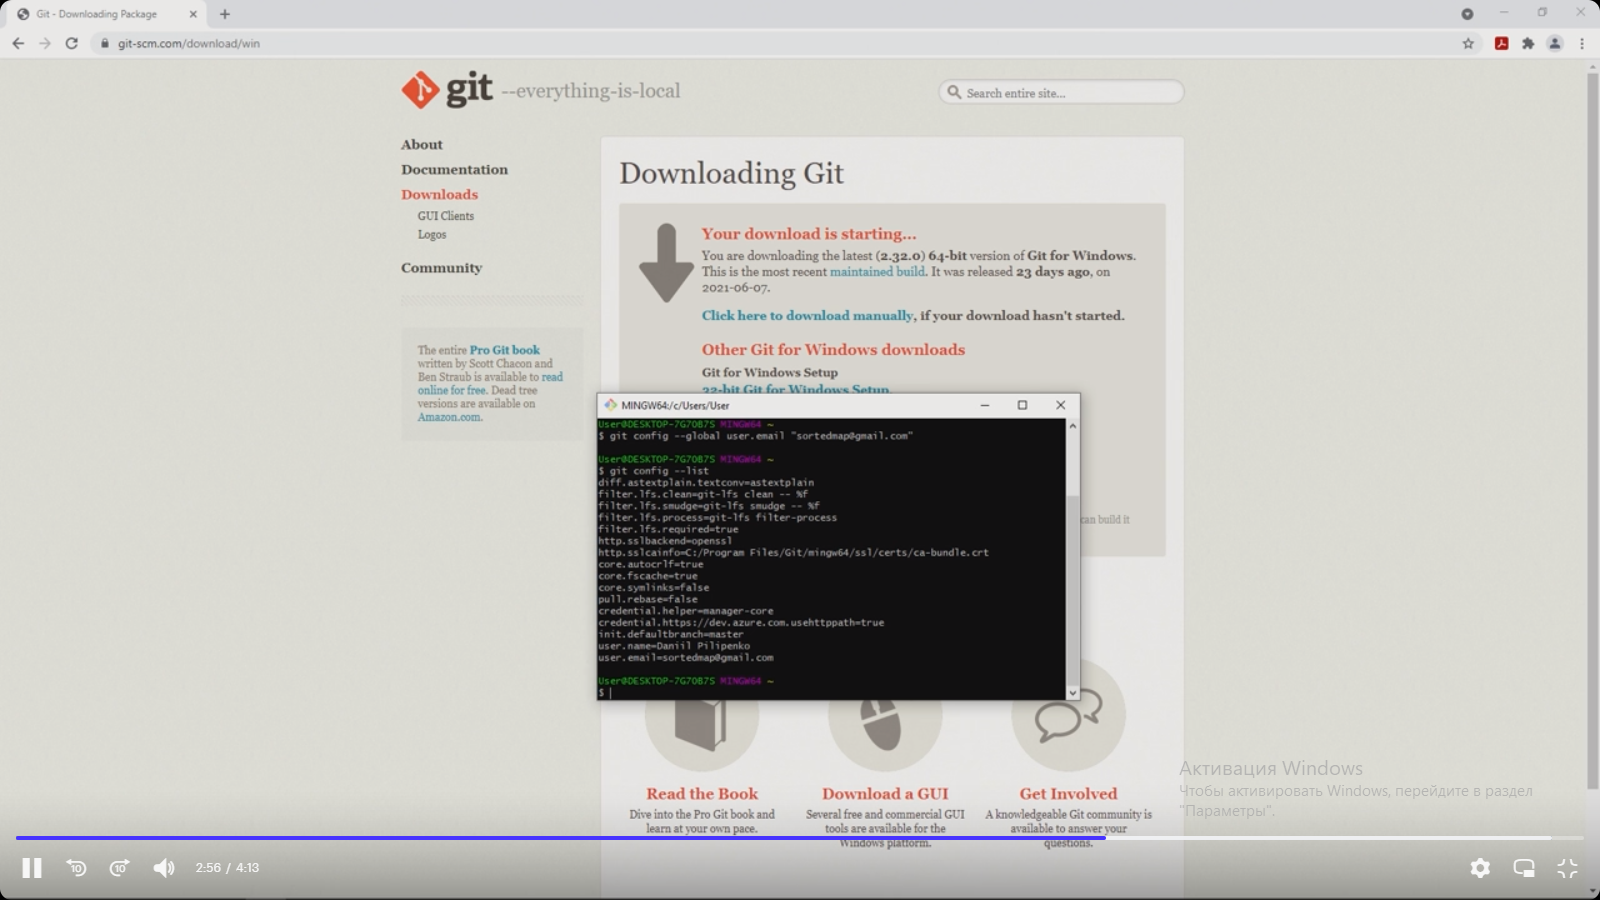 Git - Downloading Package
git-scm.com/download/win
git --everything-is-local
Search entire site...
About
Documentation
Downloads
GUI Clients
Logos
Community
The entire Pro Git book
written by Scott Chacon and
Ben Straub is available to read
online for free. Dead tree
versions are available on
Amazon.com.
Downloading Git
Your download is starting...
You are downloading the latest (2.32.0) 64-bit version of Git for Windows.
This is the most recent maintained build. It was released 23 days ago, on
2021-06-07.
Click here to download manually, if your download hasn't started.
Other Git for Windows downloads
Git for Windows Setup
32-bit Git for Windows Setup.
can build it
MINGW64:/c/Users/User
User@DESKTOP-7G70B7S MINGW64 ~
$ git config --global user.email "sortedmap@gmail.com"
User@DESKTOP-7G70B7S MINGW64 ~
$ git config --list
diff.astextplain.textconv=astextplain
filter.lfs.clean=git-lfs clean -- %f
filter.lfs.smudge=git-lfs smudge -- %f
filter.lfs.process=git-lfs filter-process
filter.lfs.required=true
http.sslbackend=openssl
http.sslcainfo=C:/Program Files/Git/mingw64/ssl/certs/ca-bundle.crt
core.autocrlf=true
core.fscache=true
core.symlinks=false
pull.rebase=false
credential.helper=manager-core
credential.https://dev.azure.com.usehttppath=true
init.defaultbranch=master
user.name=Daniil Pilipenko
user.email=sortedmap@gmail.com
User@DESKTOP-7G70B7S MINGW64 ~
$
Read the Book
Dive into the Pro Git book and
learn at your own pace.
Download a GUI
Several free and commercial GUI
tools are available for the
Windows platform.
Get Involved
A knowledgeable Git community is
available to answer your
questions.
Активация Windows
Чтобы активировать Windows, перейдите в раздел
"Параметры".
10
10
2:56 / 4:13